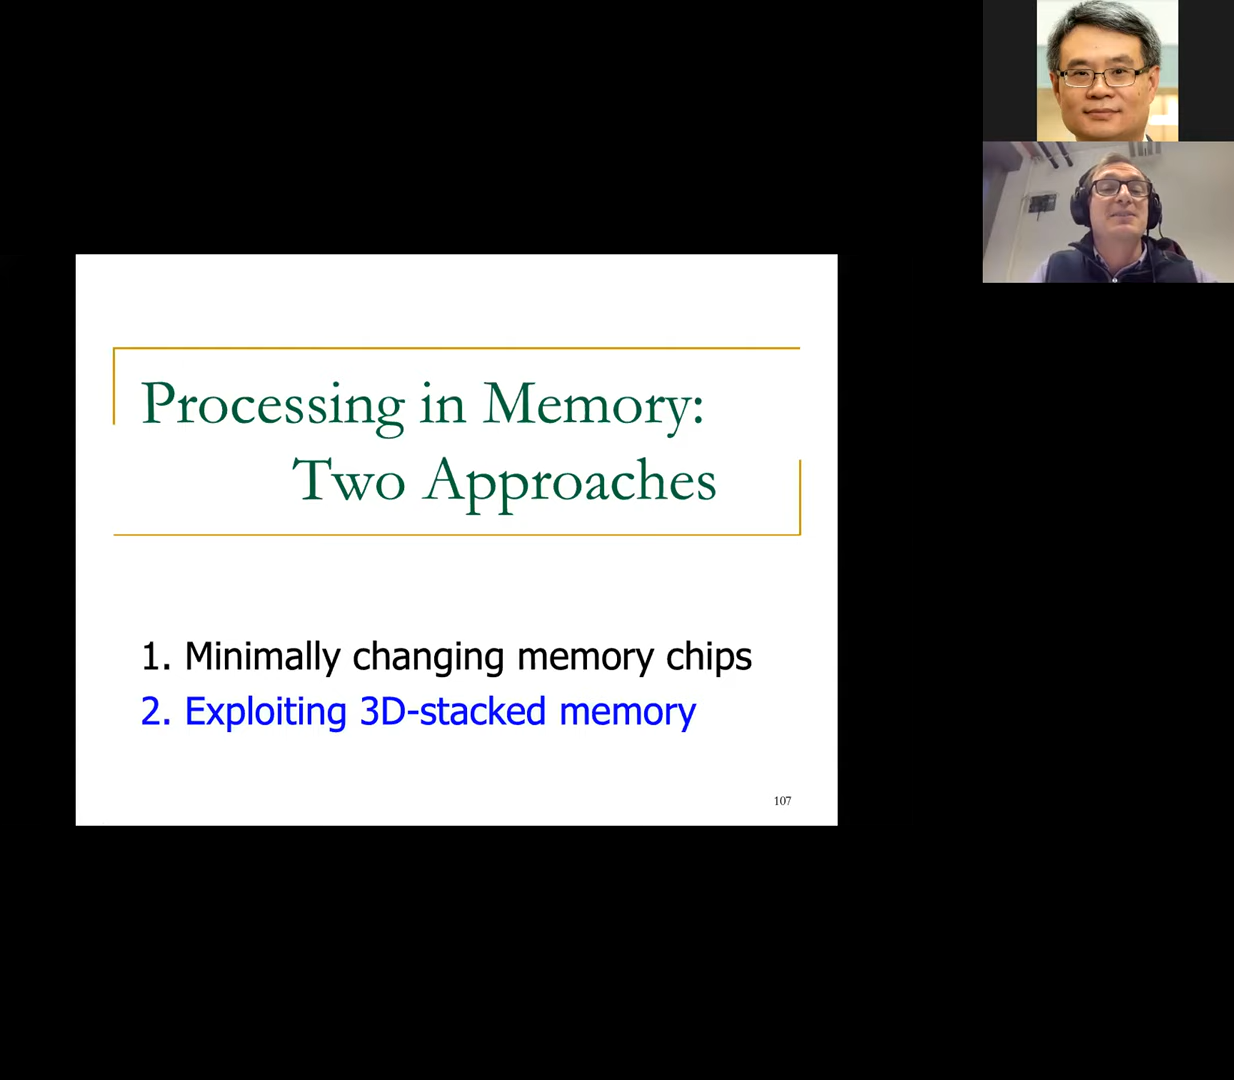 Processing in Memory:
Two Approaches
1. Minimally changing memory chips
2. Exploiting 3D-stacked memory
107